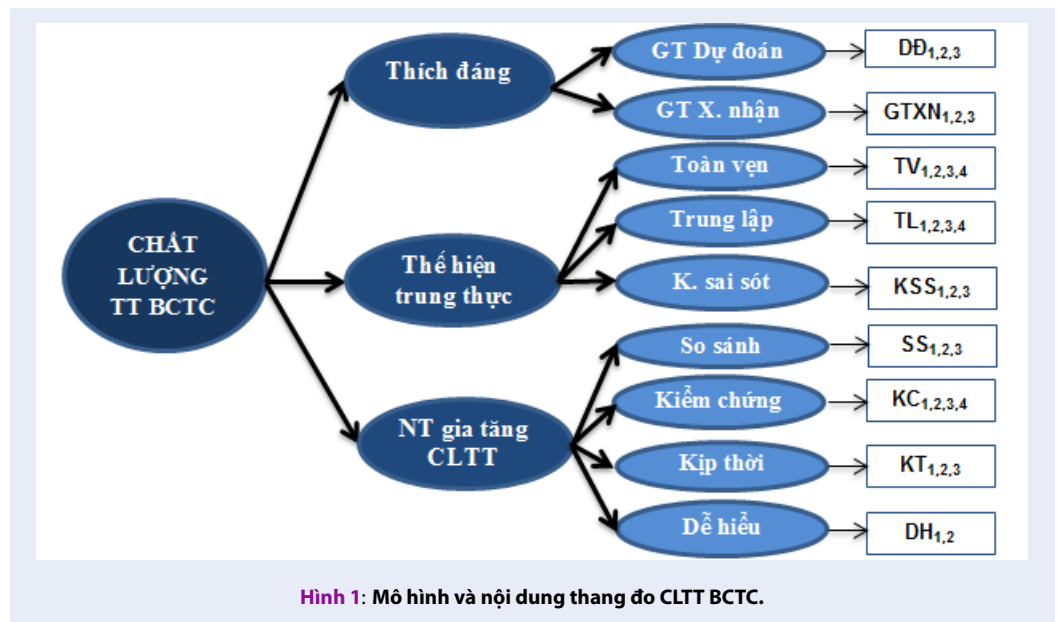 CHẤT
LƯỢNG
TT BCTC
Thích đáng
Thể hiện
trung thực
NT gia tăng
CLTT
GT Dự đoán
GT X. nhận
Toàn vẹn
Trung lập
K. sai sót
So sánh
Kiểm chứng
Kịp thời
Dễ hiểu
DĐ1,2,3
GTXN1,2,3
TV1,2,3,4
TL1,2,3,4
KSS1,2,3
SS1,2,3
KC1,2,3,4
KT1,2,3
DH1,2
Hình 1: Mô hình và nội dung thang đo CLTT BCTC.